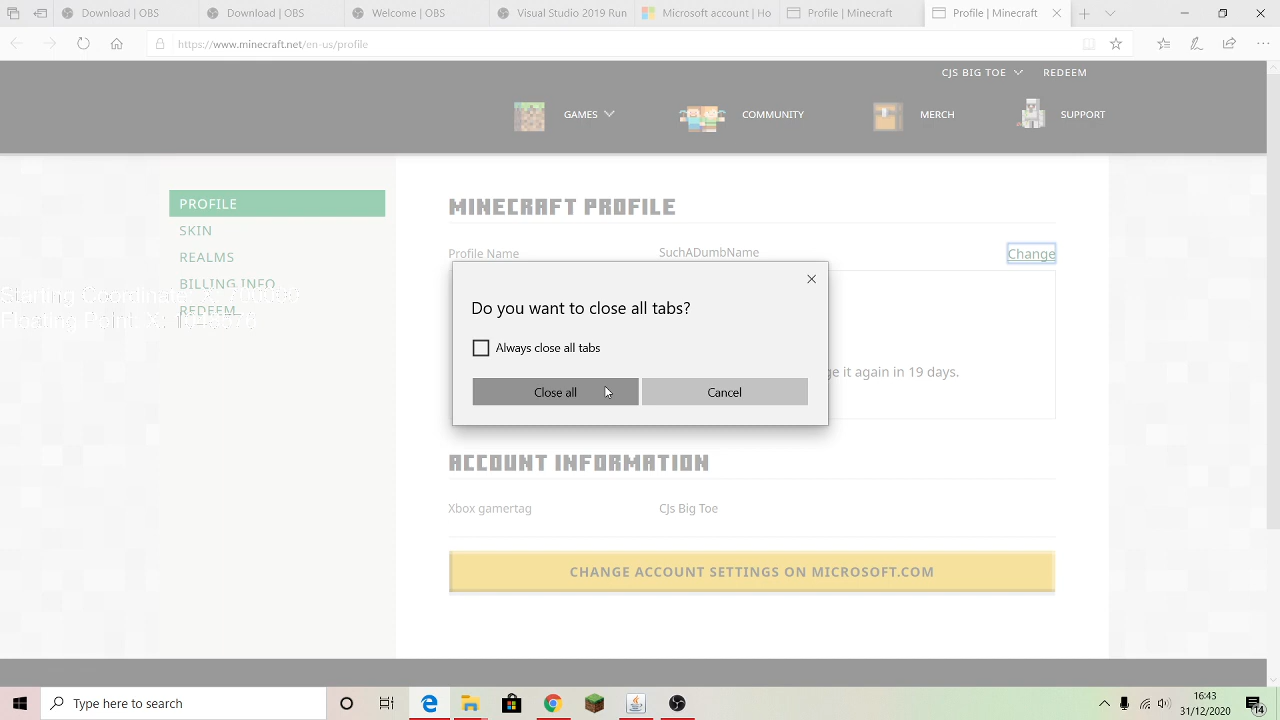 Download | OBS
Download | OBS
Welcome | OBS
Visual Studio 2019 Run
Microsoft account | Ho
Profile | Minecraft
Profile | Minecraft
https://www.minecraft.net/en-us/profile
CJS BIG TOE
REDEEM
GAMES
COMMUNITY
MERCH
SUPPORT
PROFILE
SKIN
REALMS
BILLING INFO
REDEEM
MINECRAFT PROFILE
Profile Name
SuchADumbName
Change
Do you want to close all tabs?
Always close all tabs
Close all
Cancel
ge it again in 19 days.
ACCOUNT INFORMATION
Xbox gamertag
CJs Big Toe
CHANGE ACCOUNT SETTINGS ON MICROSOFT.COM
Starting
Type here to search
16:43
31/12/2020
14